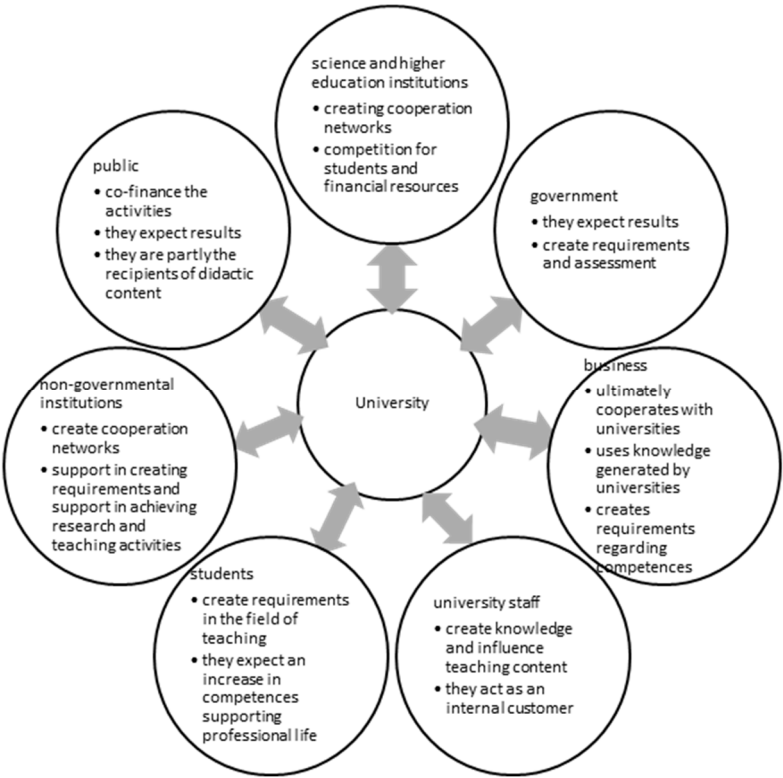 science and higher
education institutions
• creating cooperation
networks
• competition for
students and
financial resources
government
• they expect results
• create requirements
and assessment
business
• ultimately
cooperates with
universities
• uses knowledge
generated by
universities
• creates
requirements
regarding
competences
university staff
• create knowledge
and influence
teaching content
• they act as an
internal customer
students
• create requirements
in the field of
teaching
• they expect an
increase in
competences
supporting
professional life
non-governmental
institutions
• create cooperation
networks
• support in creating
requirements and
support in achieving
research and
teaching activities
public
• co-finance the
activities
• they expect results
• they are partly the
recipients of didactic
content
University